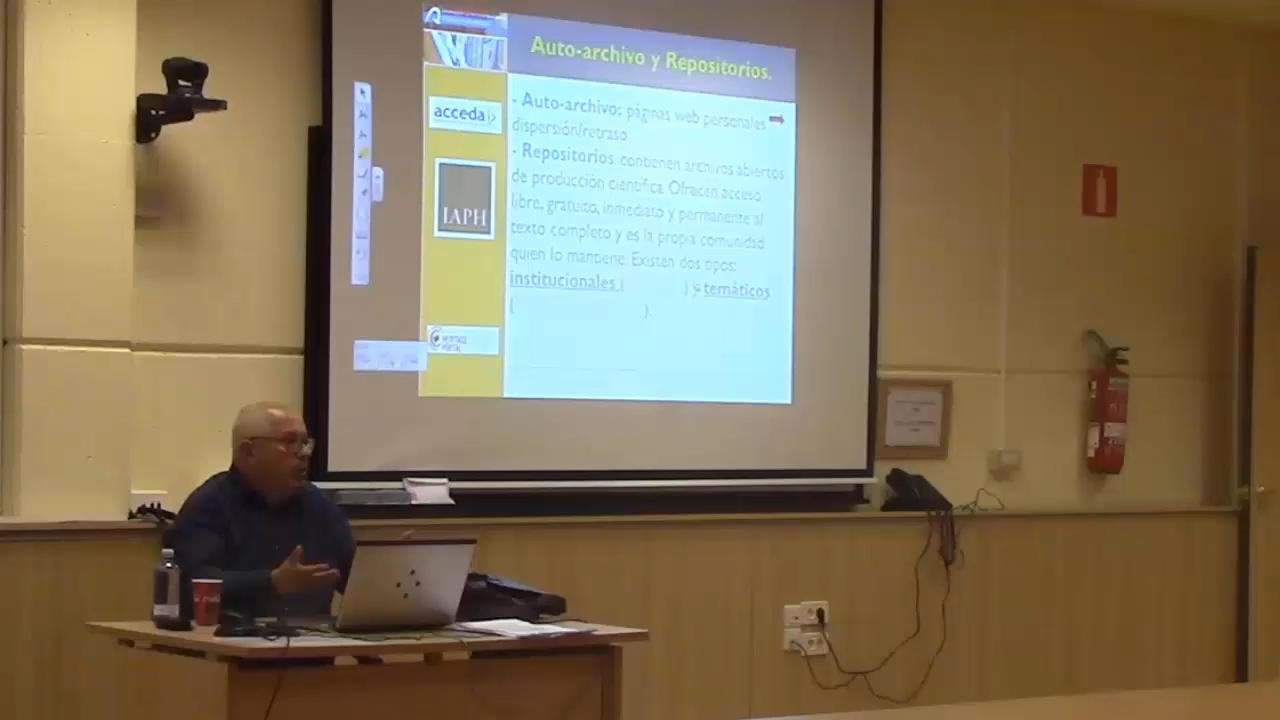 Auto-archivo y Repositorios.
- Auto-archivo: páginas web personales
dispersión/retraso
- Repositorios contienen archivos abiertos
de producción científica. Ofrecen acceso
libre, gratuito, inmediato y permanente al
texto completo y es la propia comunidad
quien lo mantiene. Existen dos tipos:
institucionales ( ) y temáticos
( ).
acceda
IAPH
HERITAGE
PORTAL